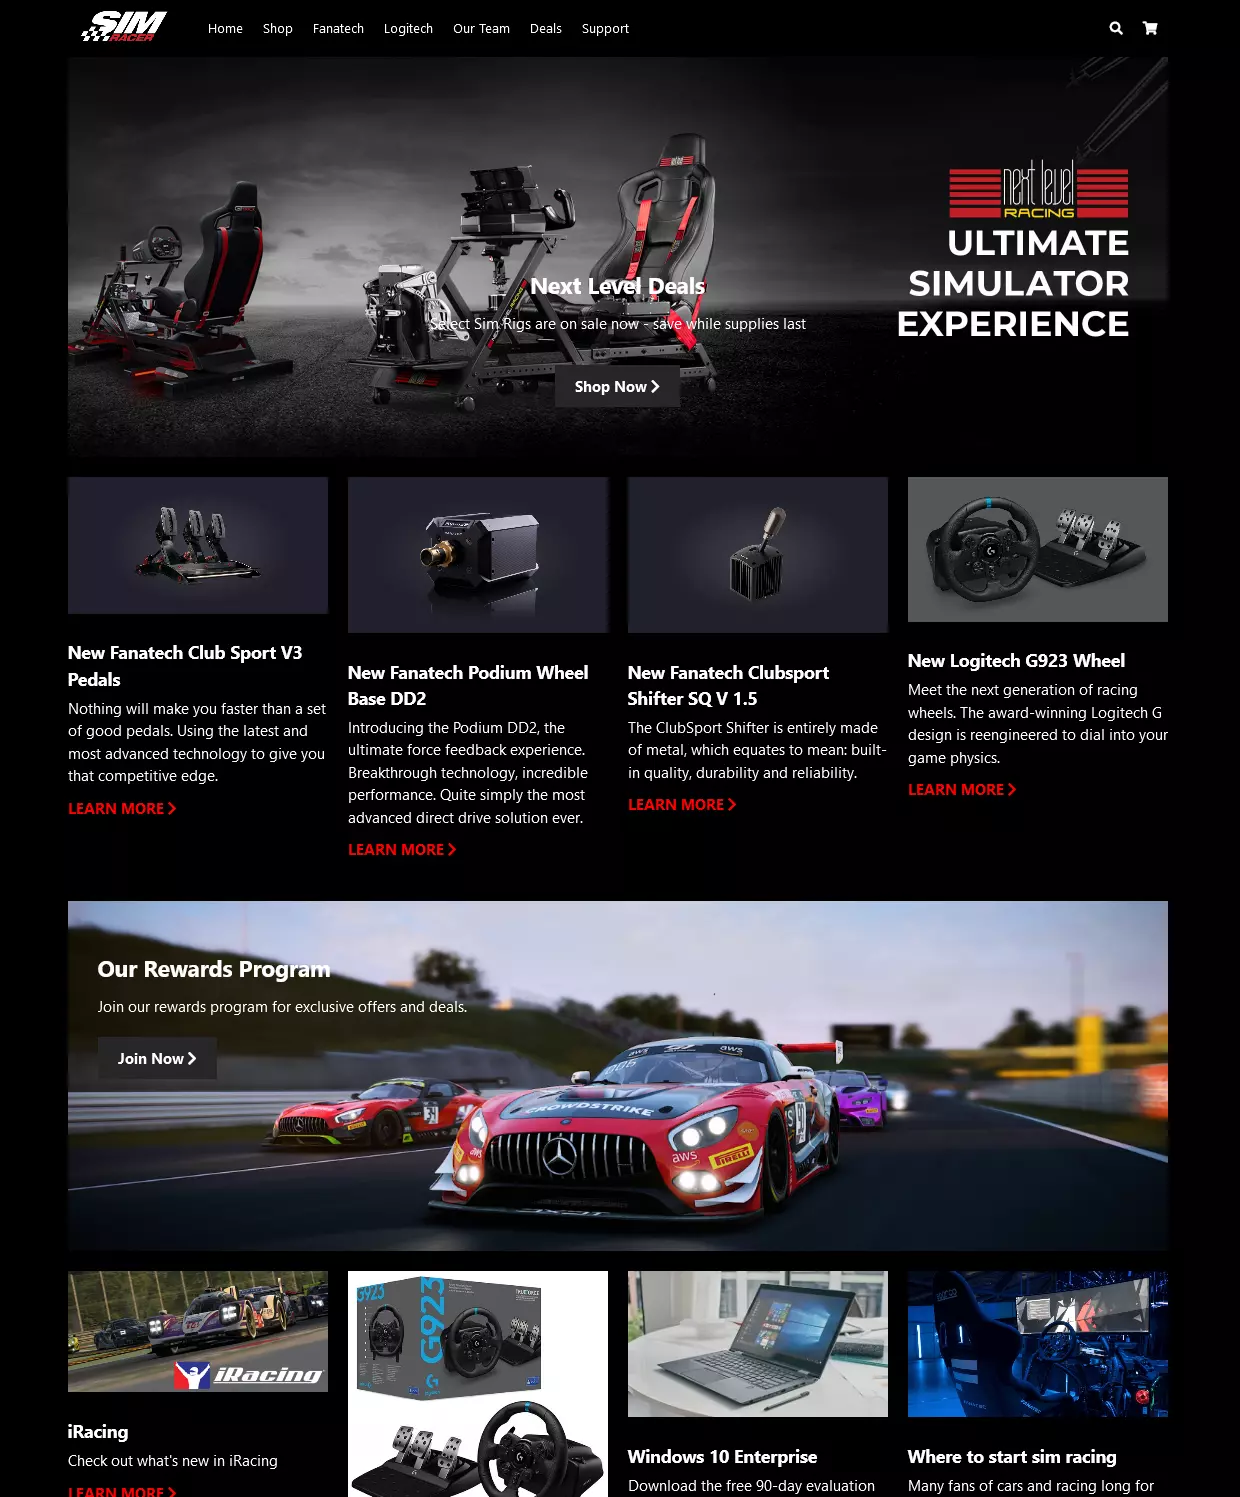 SIM RACER
Home Shop Fanatech Logitech Our Team Deals Support
next level
RACING
ULTIMATE
SIMULATOR
EXPERIENCE
Next Level Deals
Select Sim Rigs are on sale now - save while supplies last
Shop Now
New Fanatech Club Sport V3
Pedals
Nothing will make you faster than a set
of good pedals. Using the latest and
most advanced technology to give you
that competitive edge.
LEARN MORE
New Fanatech Podium Wheel
Base DD2
Introducing the Podium DD2, the
ultimate force feedback experience.
Breakthrough technology, incredible
performance. Quite simply the most
advanced direct drive solution ever.
LEARN MORE
New Fanatech Clubsport
Shifter SQ V 1.5
The ClubSport Shifter is entirely made
of metal, which equates to mean: built-
in quality, durability and reliability.
LEARN MORE
New Logitech G923 Wheel
Meet the next generation of racing
wheels. The award-winning Logitech G
design is reengineered to dial into your
game physics.
LEARN MORE
Our Rewards Program
Join our rewards program for exclusive offers and deals.
Join Now
aws
aws
CROWDSTRIKE
34
aws
PIRELLI
iRacing
iRacing
Check out what's new in iRacing
LEARN MORE
G923
G923
TRUEFORCE
Windows 10 Enterprise
Download the free 90-day evaluation
Where to start sim racing
Many fans of cars and racing long for